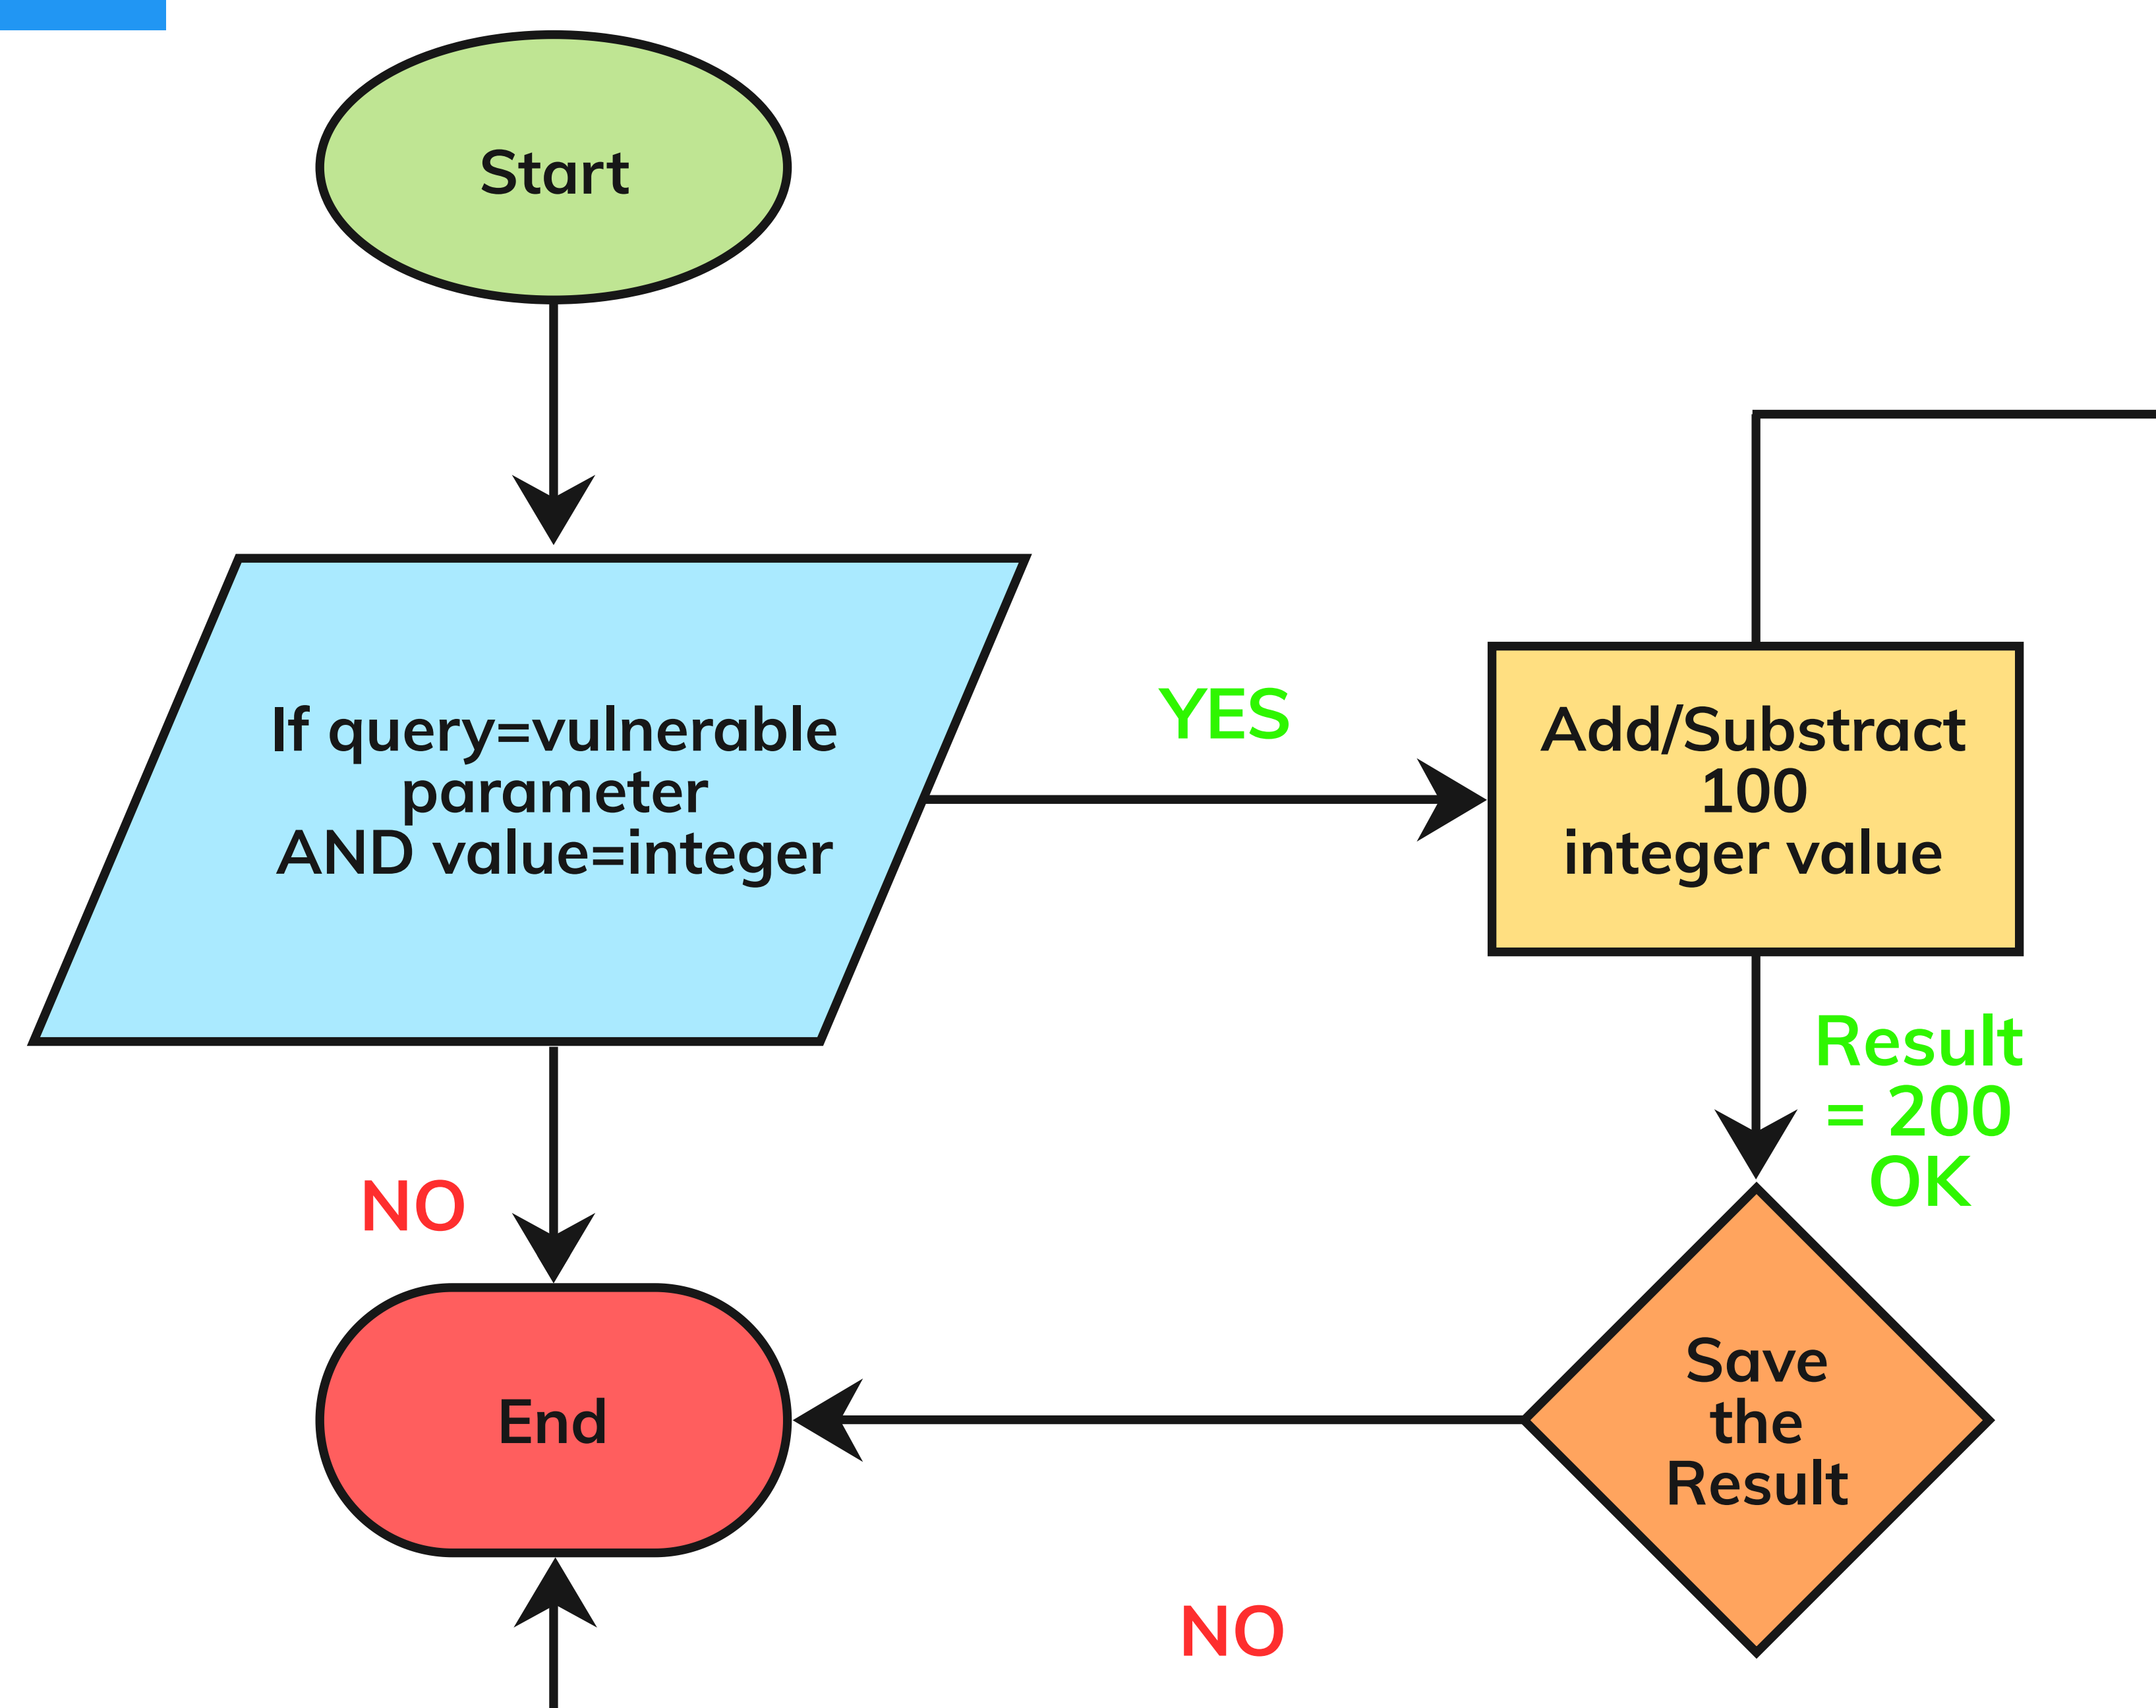 Start
If query=vulnerable
parameter
AND value=integer
YES
Add/Substract
100
integer value
Result
= 200
OK
NO
End
Save
the
Result
NO